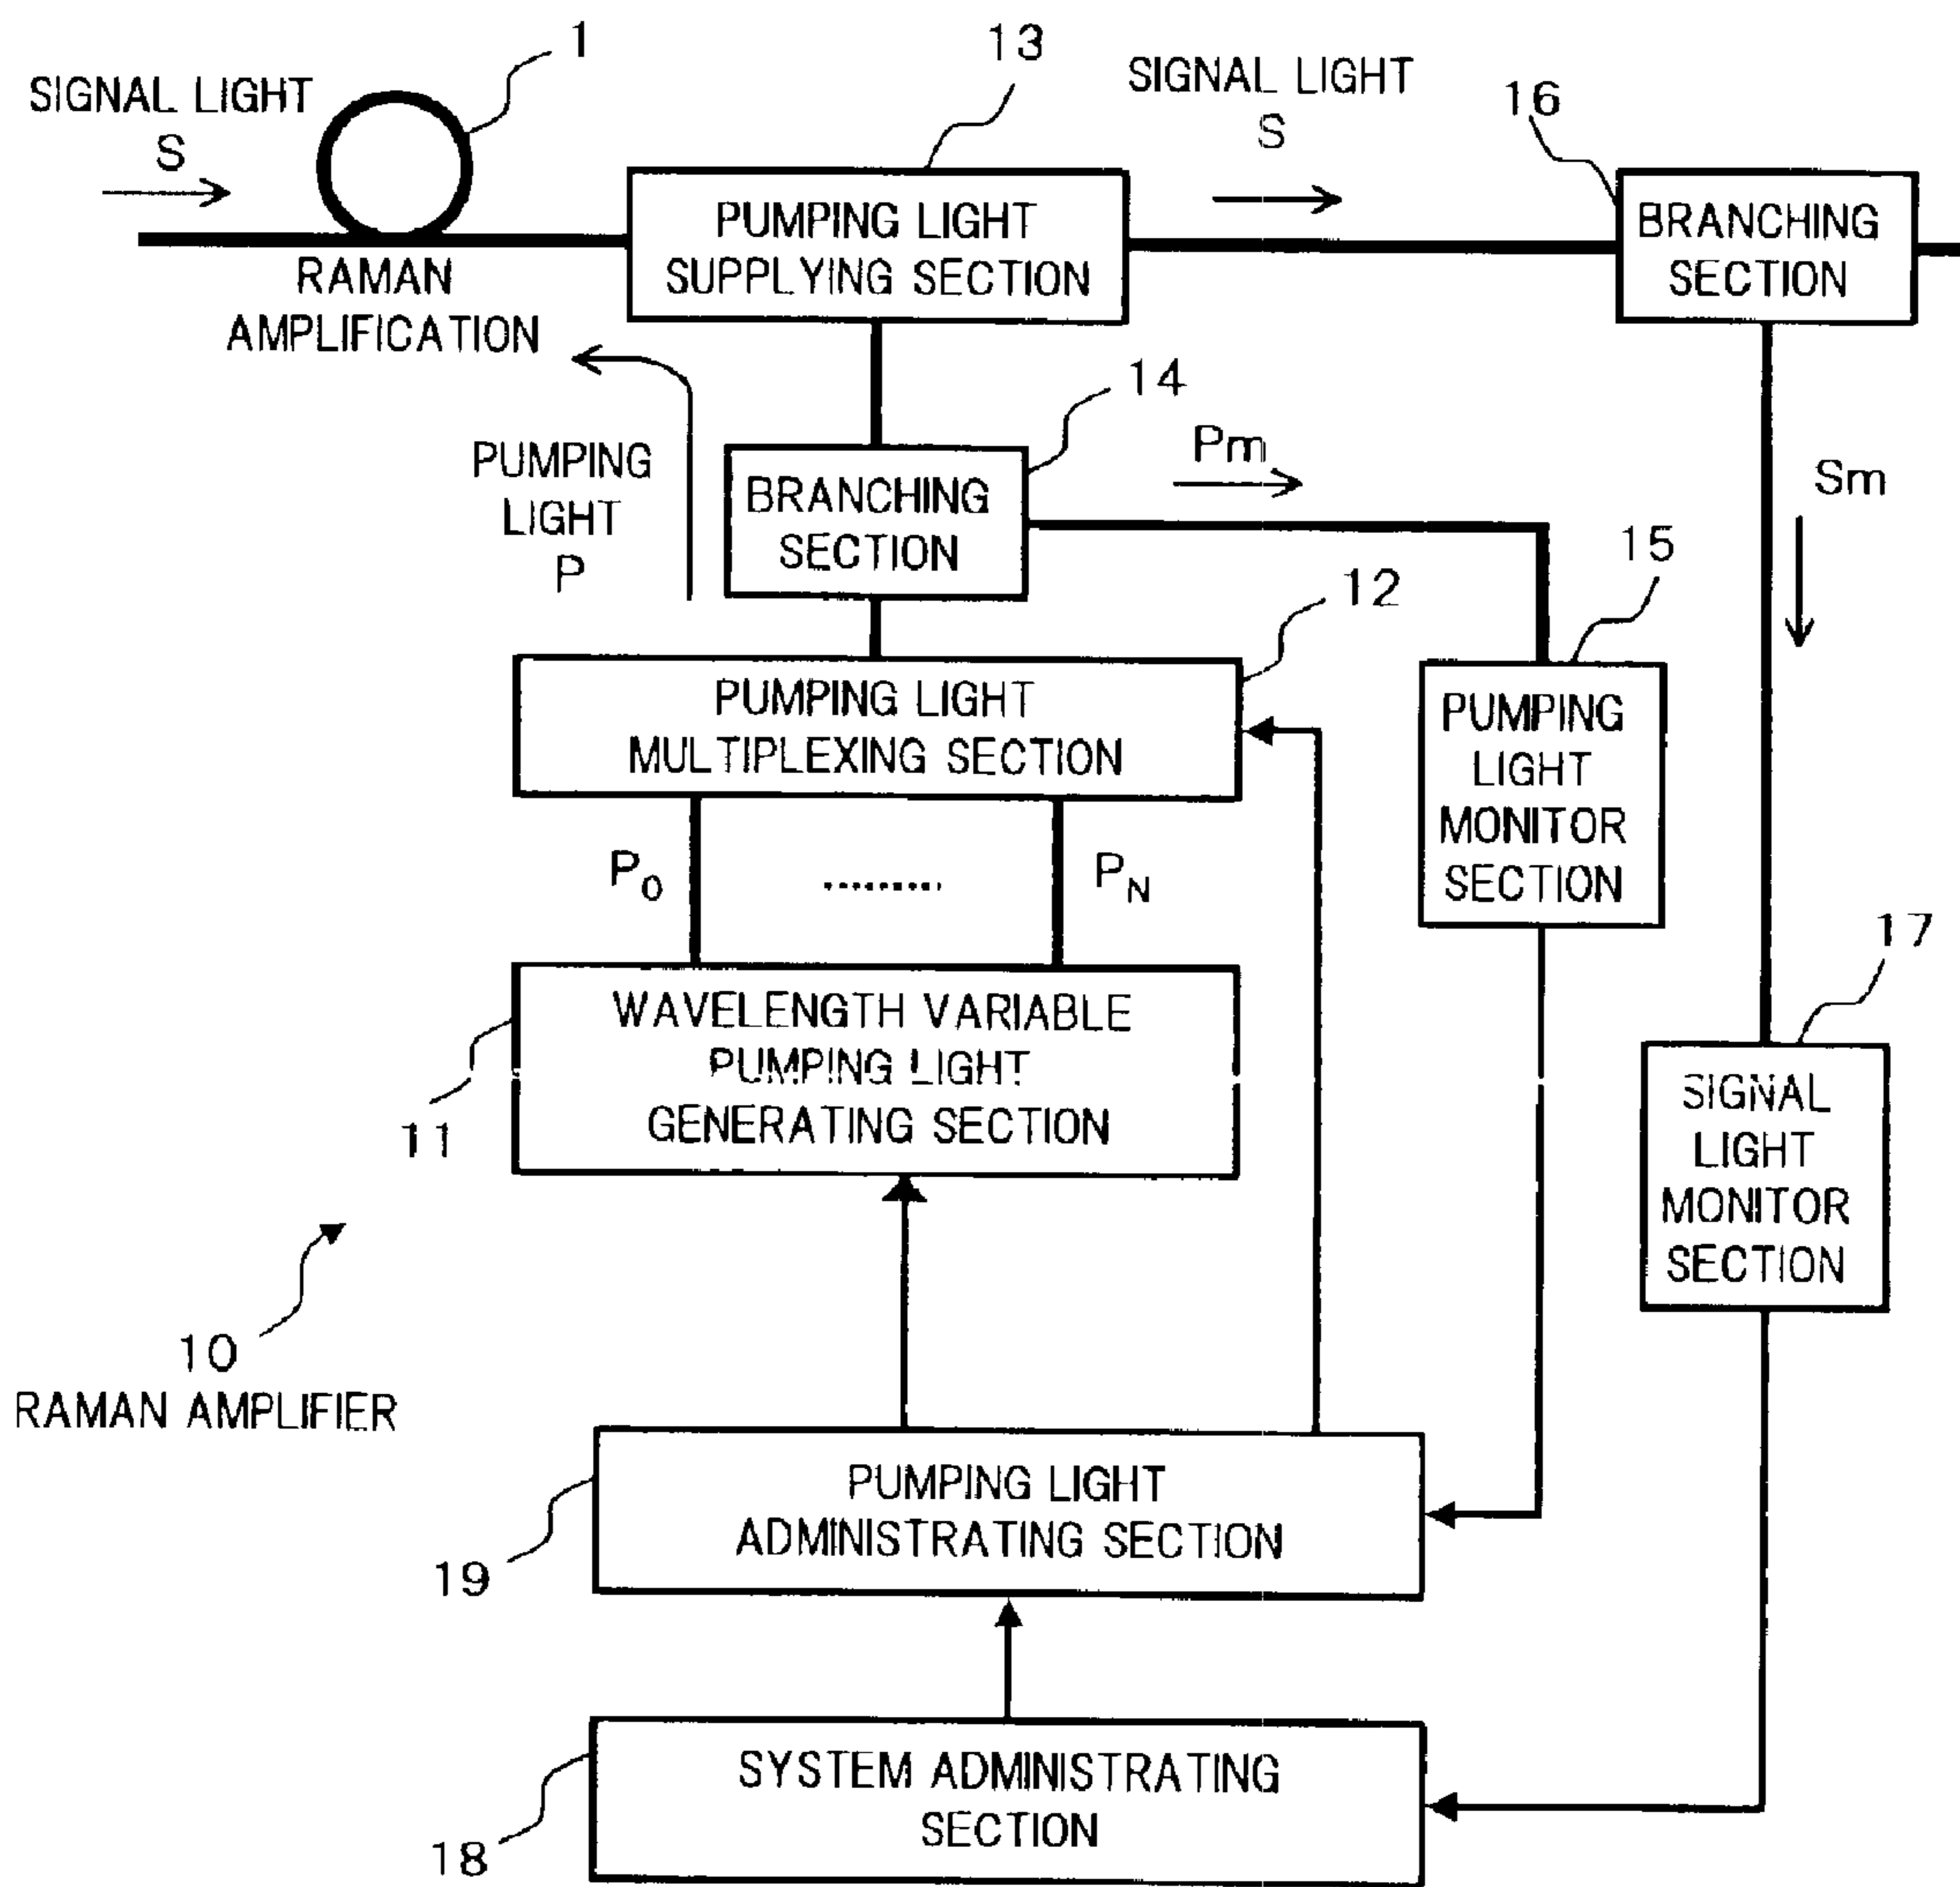 1
13
SIGNAL LIGHT
S
SIGNAL LIGHT
S
16
PUMPING LIGHT
SUPPLYING SECTION
BRANCHING
SECTION
RAMAN
AMPLIFICATION
14
PUMPING
LIGHT
P
BRANCHING
SECTION
Pm
Sm
15
12
PUMPING LIGHT
MULTIPLEXING SECTION
PUMPING
LIGHT
MONITOR
SECTION
P0
........
PN
17
WAVELENGTH VARIABLE
PUMPING LIGHT
GENERATING SECTION
11
SIGNAL
LIGHT
MONITOR
SECTION
10
RAMAN AMPLIFIER
PUMPING LIGHT
ADMINISTRATING SECTION
19
SYSTEM ADMINISTRATING
SECTION
18